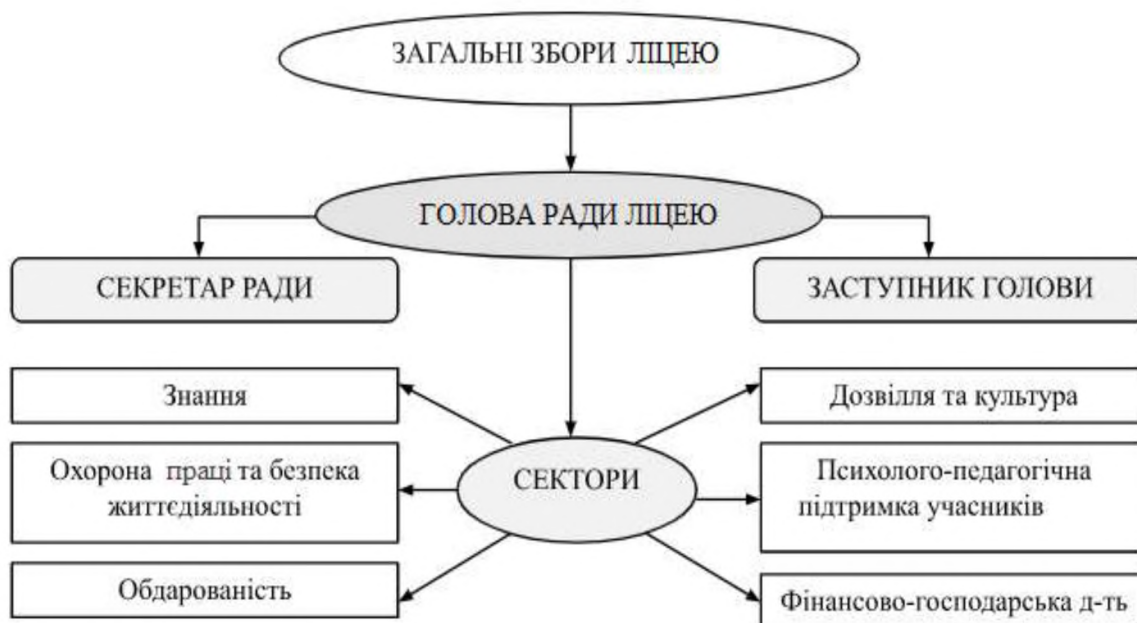 ЗАГАЛЬНІ ЗБОРИ ЛІЦЕЮ
ГОЛОВА РАДИ ЛІЦЕЮ
СЕКРЕТАР РАДИ
ЗАСТУПНИК ГОЛОВИ
Знання
Дозвілля та культура
Охорона праці та безпека
життєдіяльності
СЕКТОРИ
Психолого-педагогічна
підтримка учасників
Обдарованість
Фінансово-господарська д-ть